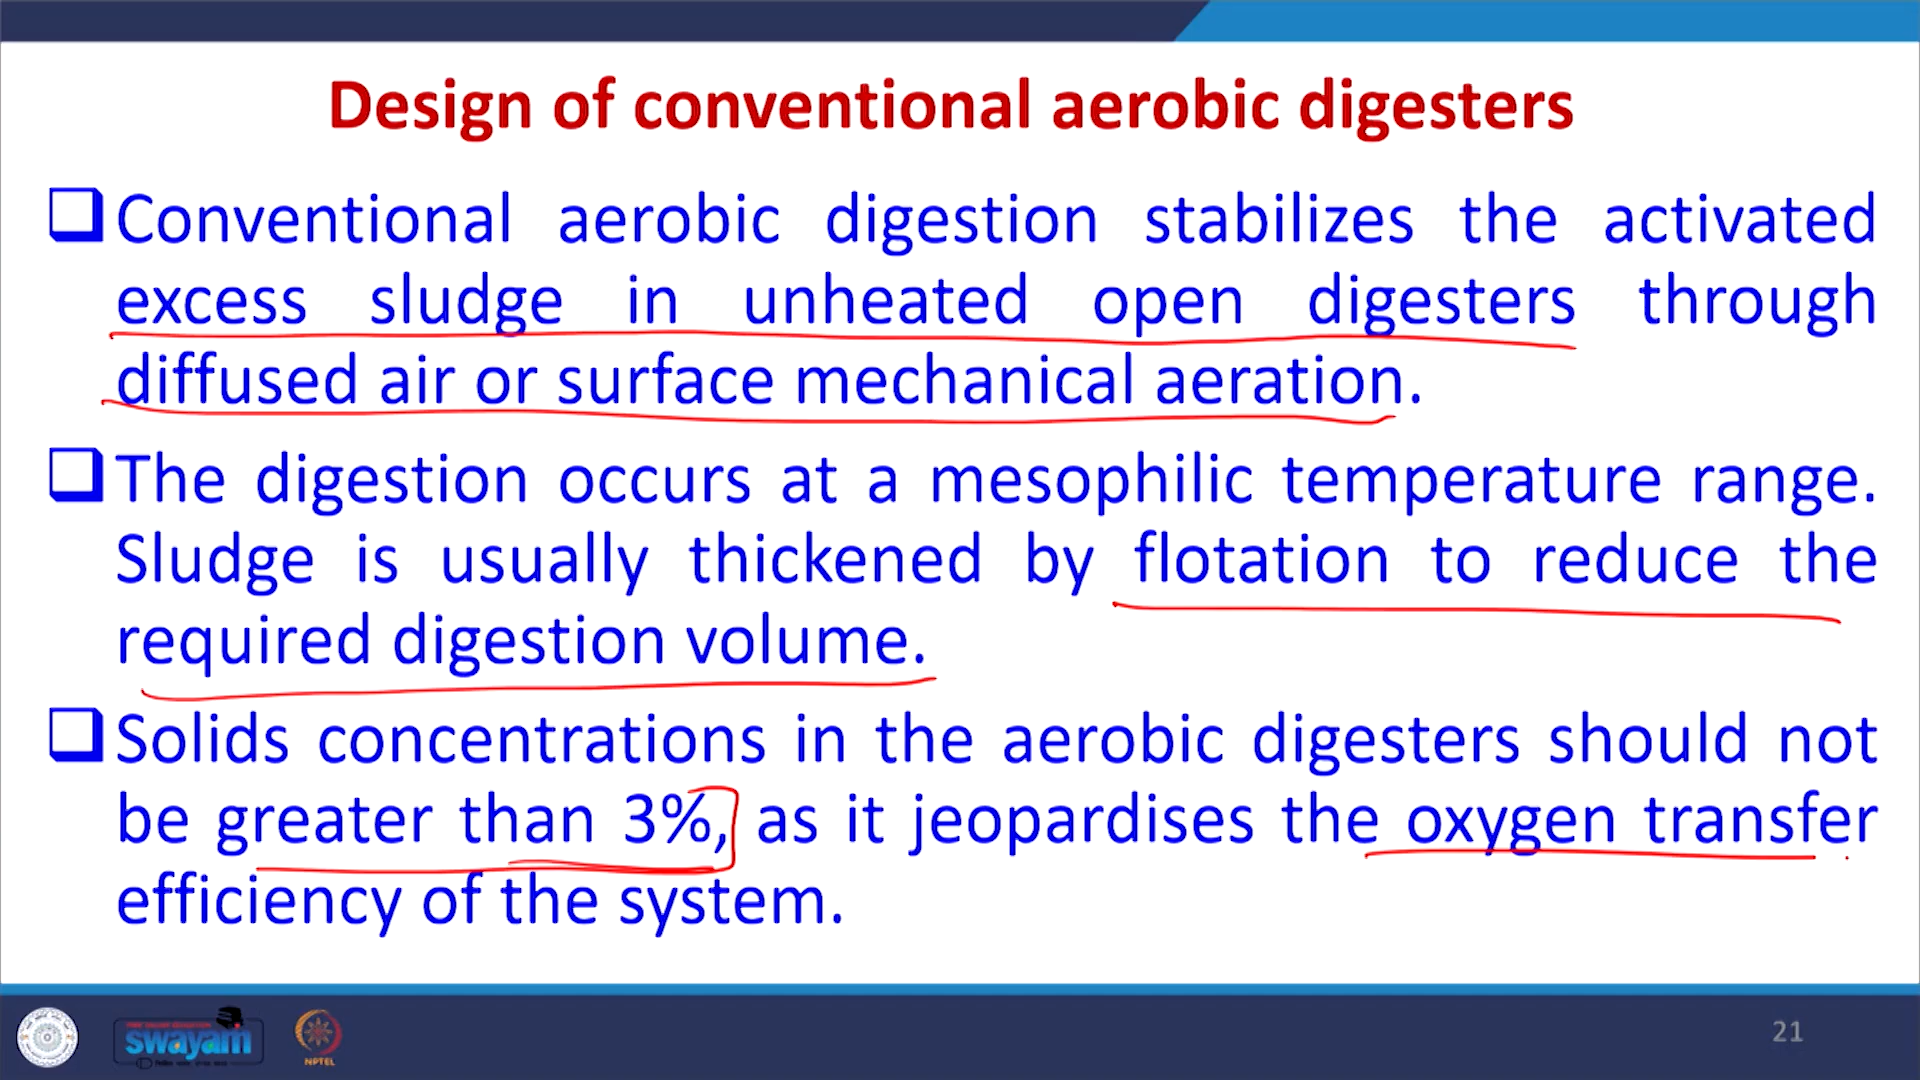 Design of conventional aerobic digesters
Conventional aerobic digestion stabilizes the activated
excess sludge in unheated open digesters through
diffused air or surface mechanical aeration.
The digestion occurs at a mesophilic temperature range.
Sludge is usually thickened by flotation to reduce the
required digestion volume.
Solids concentrations in the aerobic digesters should not
be greater than 3%, as it jeopardises the oxygen transfer
efficiency of the system.
swayam
NPTEL
21